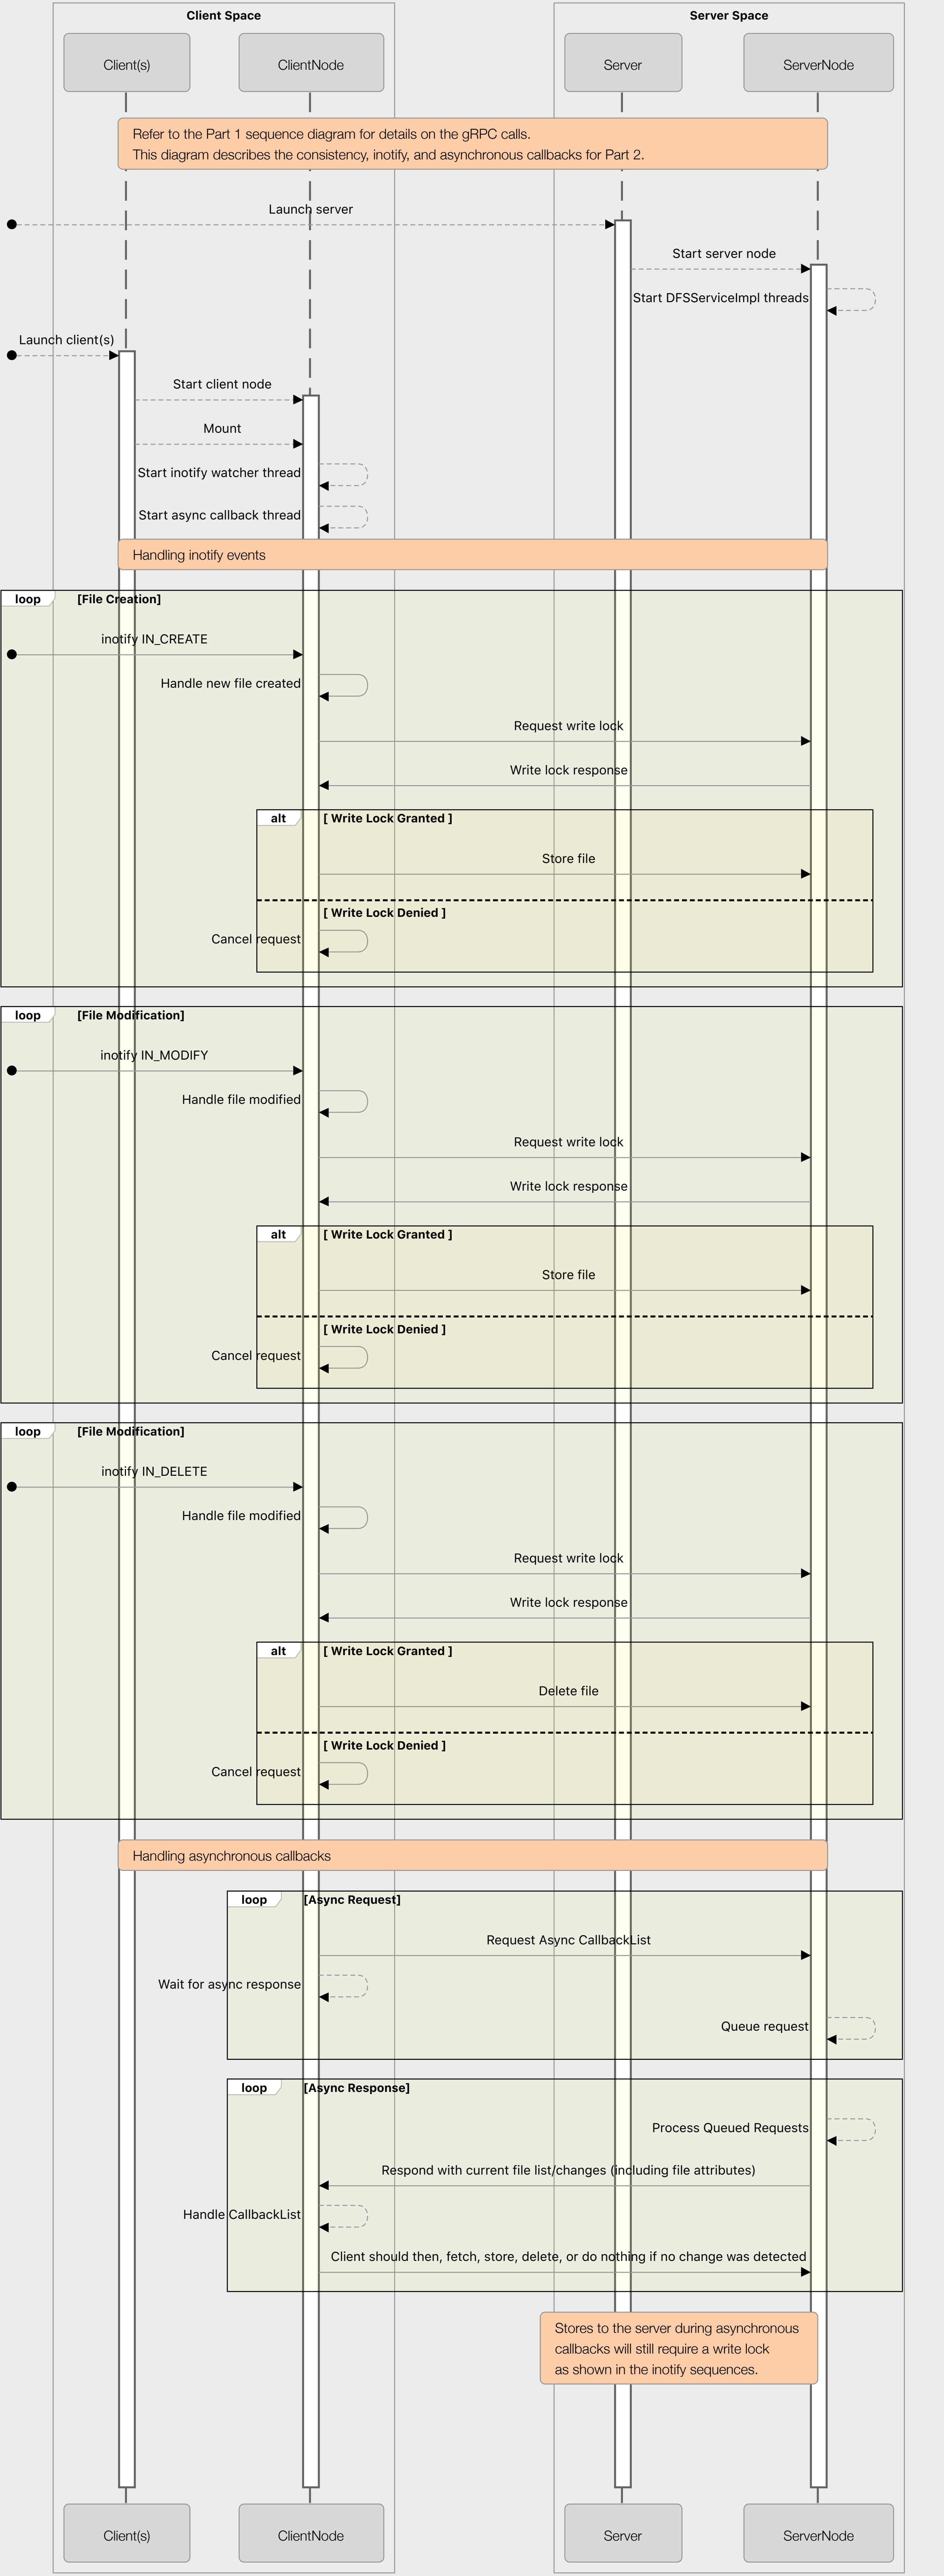 Client Space
Server Space
Client(s)
ClientNode
Server
ServerNode
Refer to the Part 1 sequence diagram for details on the gRPC calls.
This diagram describes the consistency, inotify, and asynchronous callbacks for Part 2.
Launch server
Start server node
Start DFSServiceImpl threads
Launch client(s)
Start client node
Mount
Start inotify watcher thread
Start async callback thread
Handling inotify events
loop
[File Creation]
inotify IN_CREATE
Handle new file created
Request write lock
Write lock response
alt
[ Write Lock Granted ]
Store file
[ Write Lock Denied ]
Cancel request
loop
[File Modification]
inotify IN_MODIFY
Handle file modified
Request write lock
Write lock response
alt
[ Write Lock Granted ]
Store file
[ Write Lock Denied ]
Cancel request
loop
[File Modification]
inotify IN_DELETE
Handle file modified
Request write lock
Write lock response
alt
[ Write Lock Granted ]
Delete file
[ Write Lock Denied ]
Cancel request
Handling asynchronous callbacks
loop
[Async Request]
Request Async CallbackList
Wait for async response
Queue request
loop
[Async Response]
Process Queued Requests
Respond with current file list/changes (including file attributes)
Handle CallbackList
Client should then, fetch, store, delete, or do nothing if no change was detected
Stores to the server during asynchronous
callbacks will still require a write lock
as shown in the inotify sequences.
Client(s)
ClientNode
Server
ServerNode